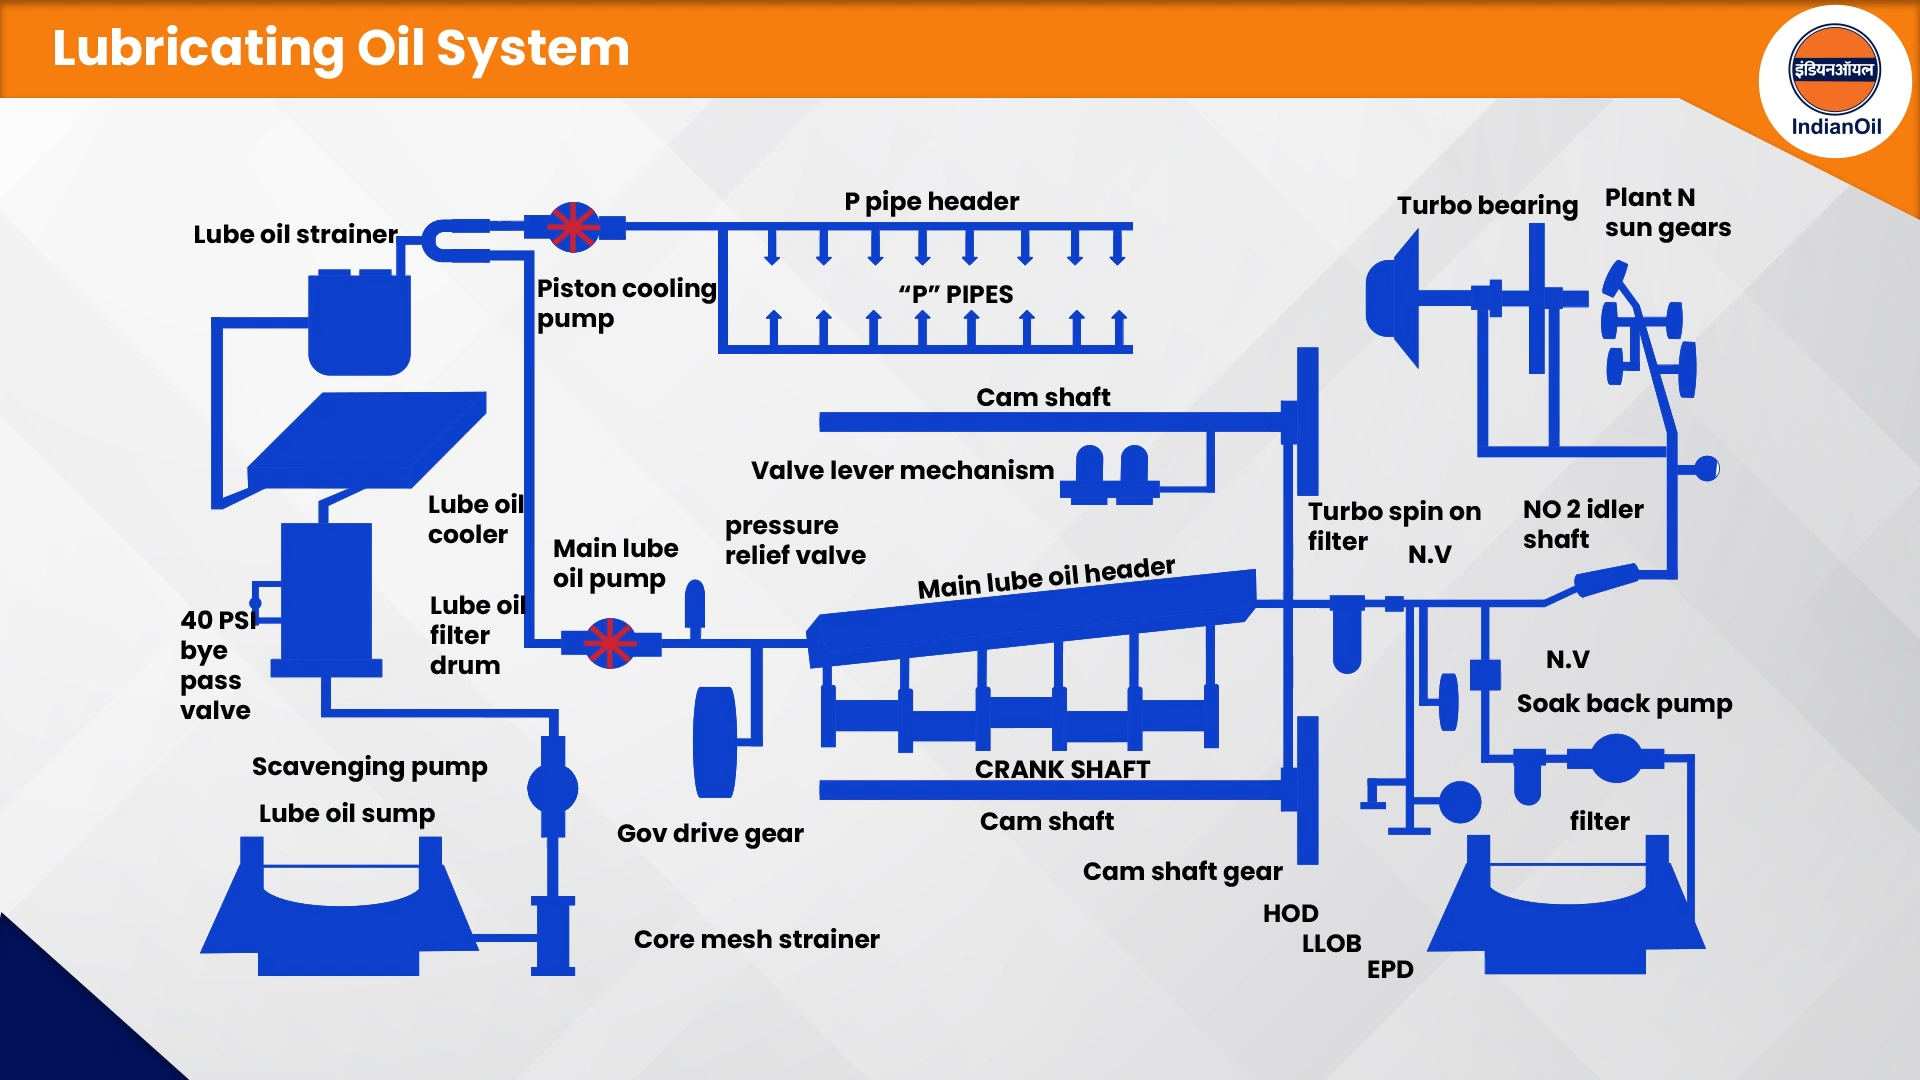 Lubricating Oil System
इंडियनऑयल
IndianOil
Lube oil strainer
Piston cooling
pump
P pipe header
“P” PIPES
Turbo bearing
Plant N
sun gears
Cam shaft
Valve lever mechanism
Lube oil
cooler
Main lube
oil pump
pressure
relief valve
Main lube oil header
Turbo spin on
filter
N.V
NO 2 idler
shaft
40 PSI
bye
pass
valve
Lube oil
filter
drum
N.V
Soak back pump
Scavenging pump
Lube oil sump
CRANK SHAFT
Cam shaft
Gov drive gear
filter
Cam shaft gear
HOD
LLOB
EPD
Core mesh strainer